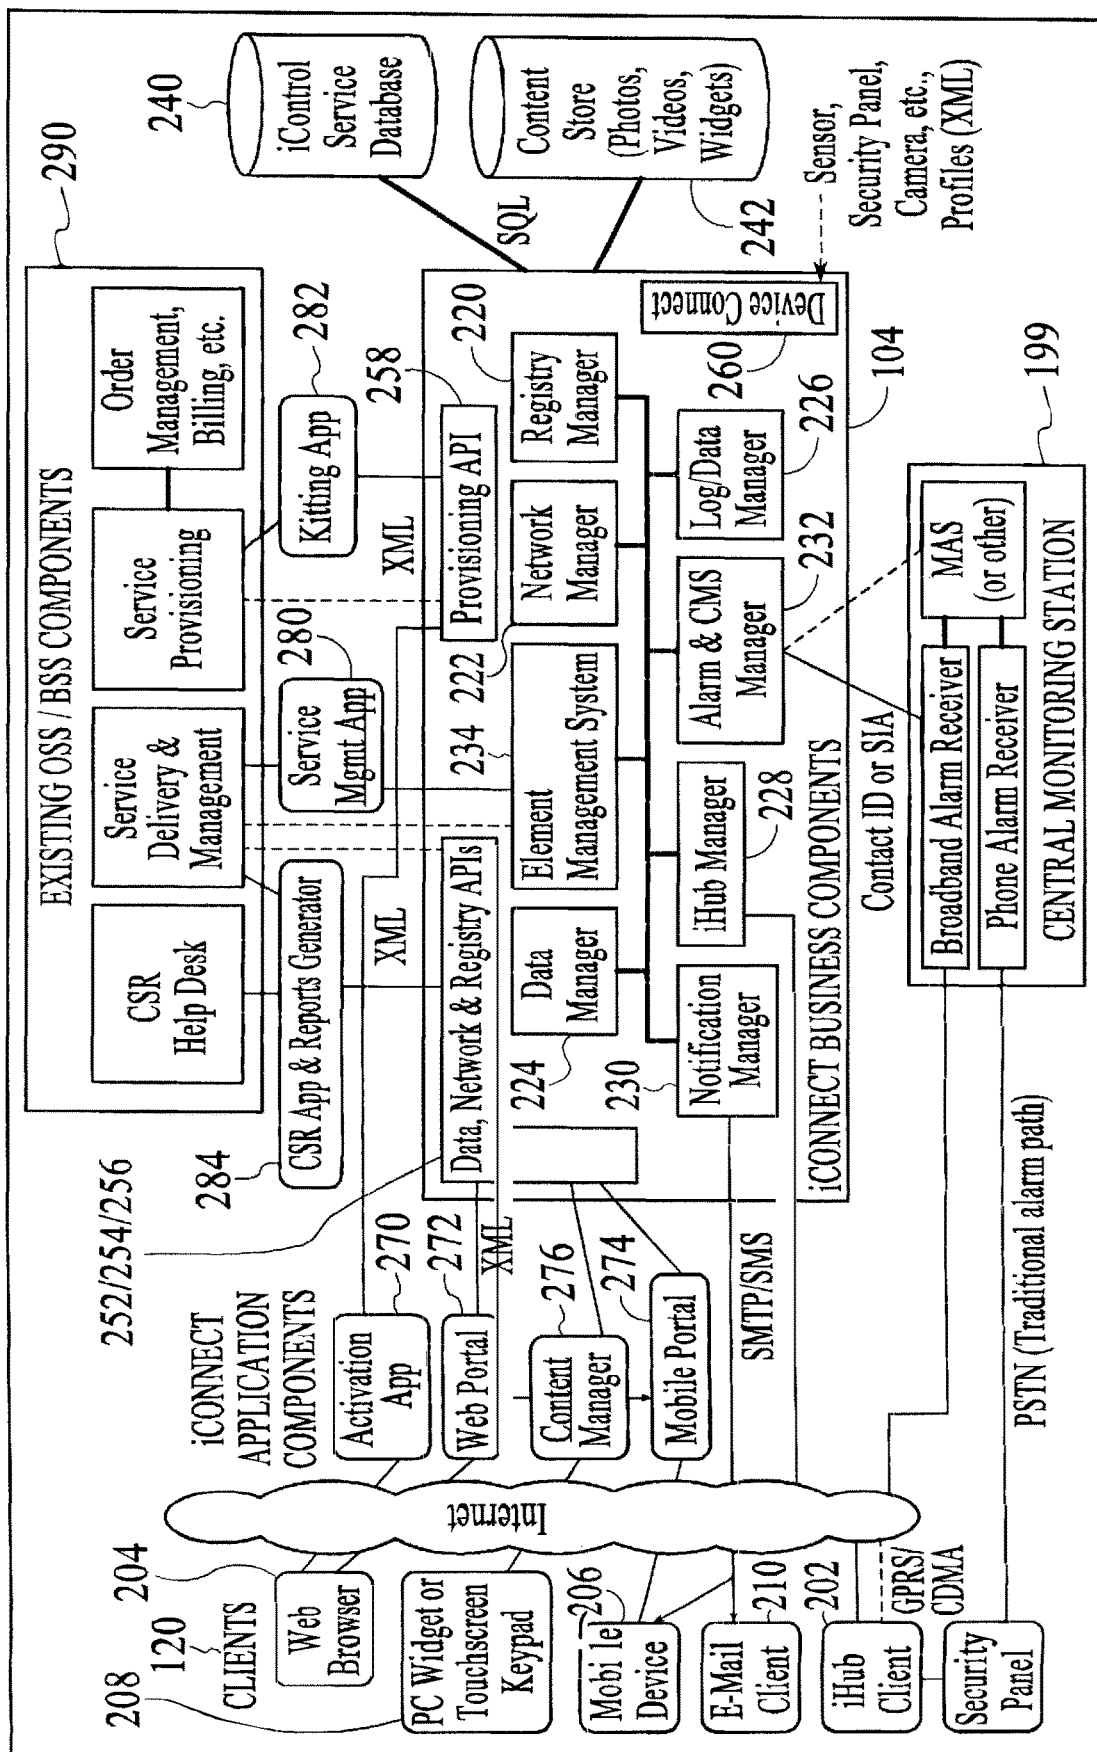 120
CLIENTS
204
Web
Browser
208
PC Widget or
Touchscreen
Keypad
Mobi le
Device
206
E-Mail
Client
210
iHub
Client
202
GPRS/
CDMA
Security
Panel
Internet
iCONNECT
APPLICATION
COMPONENTS
Activation
App
270
Web Portal
272
XML
Content
Manager
276
Mobile Portal
274
SMTP/SMS
PSTN (Traditional alarm path)
252/254/256
EXISTING OSS / BSS COMPONENTS
290
CSR
Help Desk
Service
Delivery &
Management
Service
Provisioning
Order
Management,
Billing, etc.
284
CSR App & Reports Generator
Service
Mgmt App
280
Kitting App
282
XML
XML
Data, Network & Registry APIs
Provisioning API
258
Data
Manager
224
Element
Management System
234
Network
Manager
222
Registry
Manager
220
Notification
Manager
230
iHub Manager
228
Alarm & CMS
Manager
232
Log/Data
Manager
226
Device Connect
260
iCONNECT BUSINESS COMPONENTS
104
SQL
240
iControl
Service
Database
Content
Store
(Photos,
Videos,
Widgets)
242
Sensor,
Security Panel,
Camera, etc.,
Profiles (XML)
Contact ID or SIA
Broadband Alarm Receiver
Phone Alarm Receiver
MAS
(or other)
CENTRAL MONITORING STATION
199